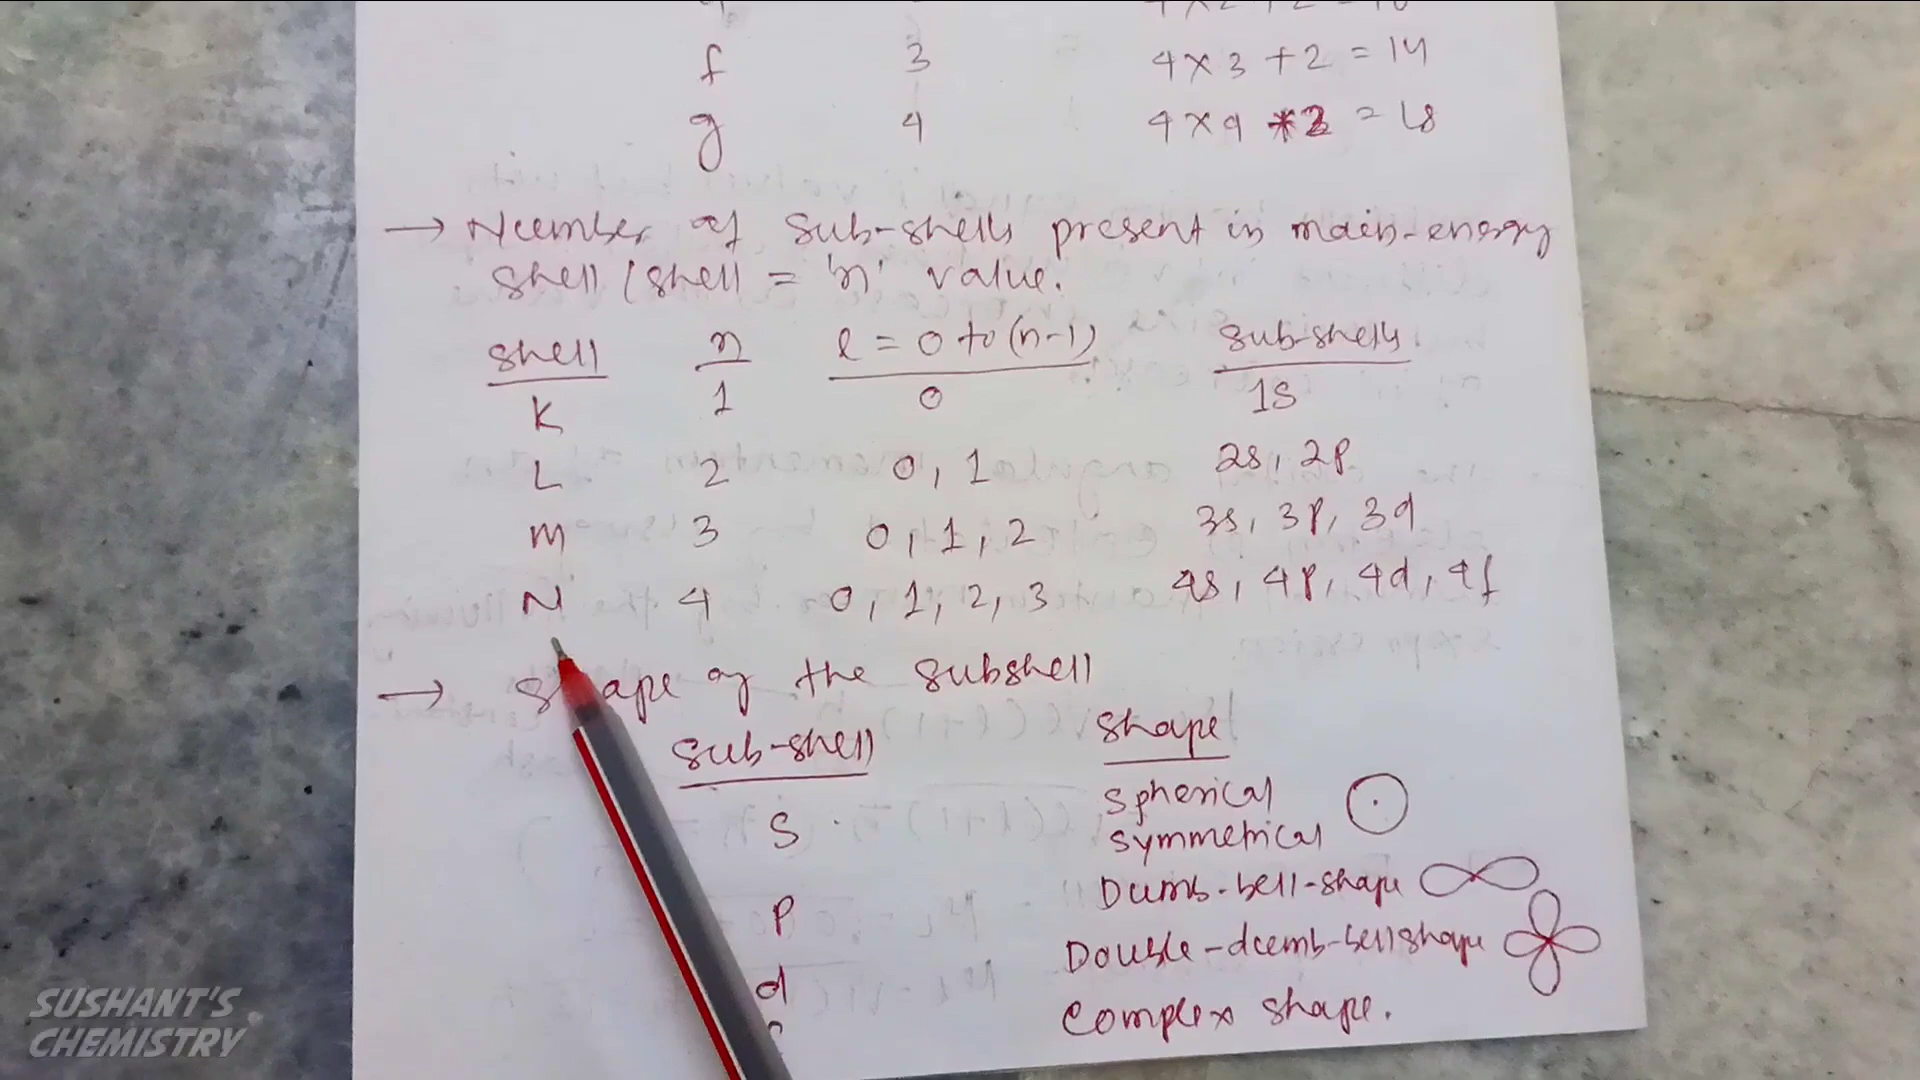 f 3 4×3+2 = 14
g 4 4×4 +2 = 18
→ Number of sub-shells present in main-energy
shell (shell = 'n' value.
shell n l = 0 to (n-1) sub-shells
K 1 0 1s
L 2 0, 1 2s, 2p
M 3 0, 1, 2 3s, 3p, 3d
N 4 0, 1, 2, 3 4s, 4p, 4d, 4f
→ shape of the subshell
sub-shell shape
s spherical
symmetrical
p Dumb-bell-shape
d Double-dumb-bell shape
complex shape.
SUSHANT'S
CHEMISTRY